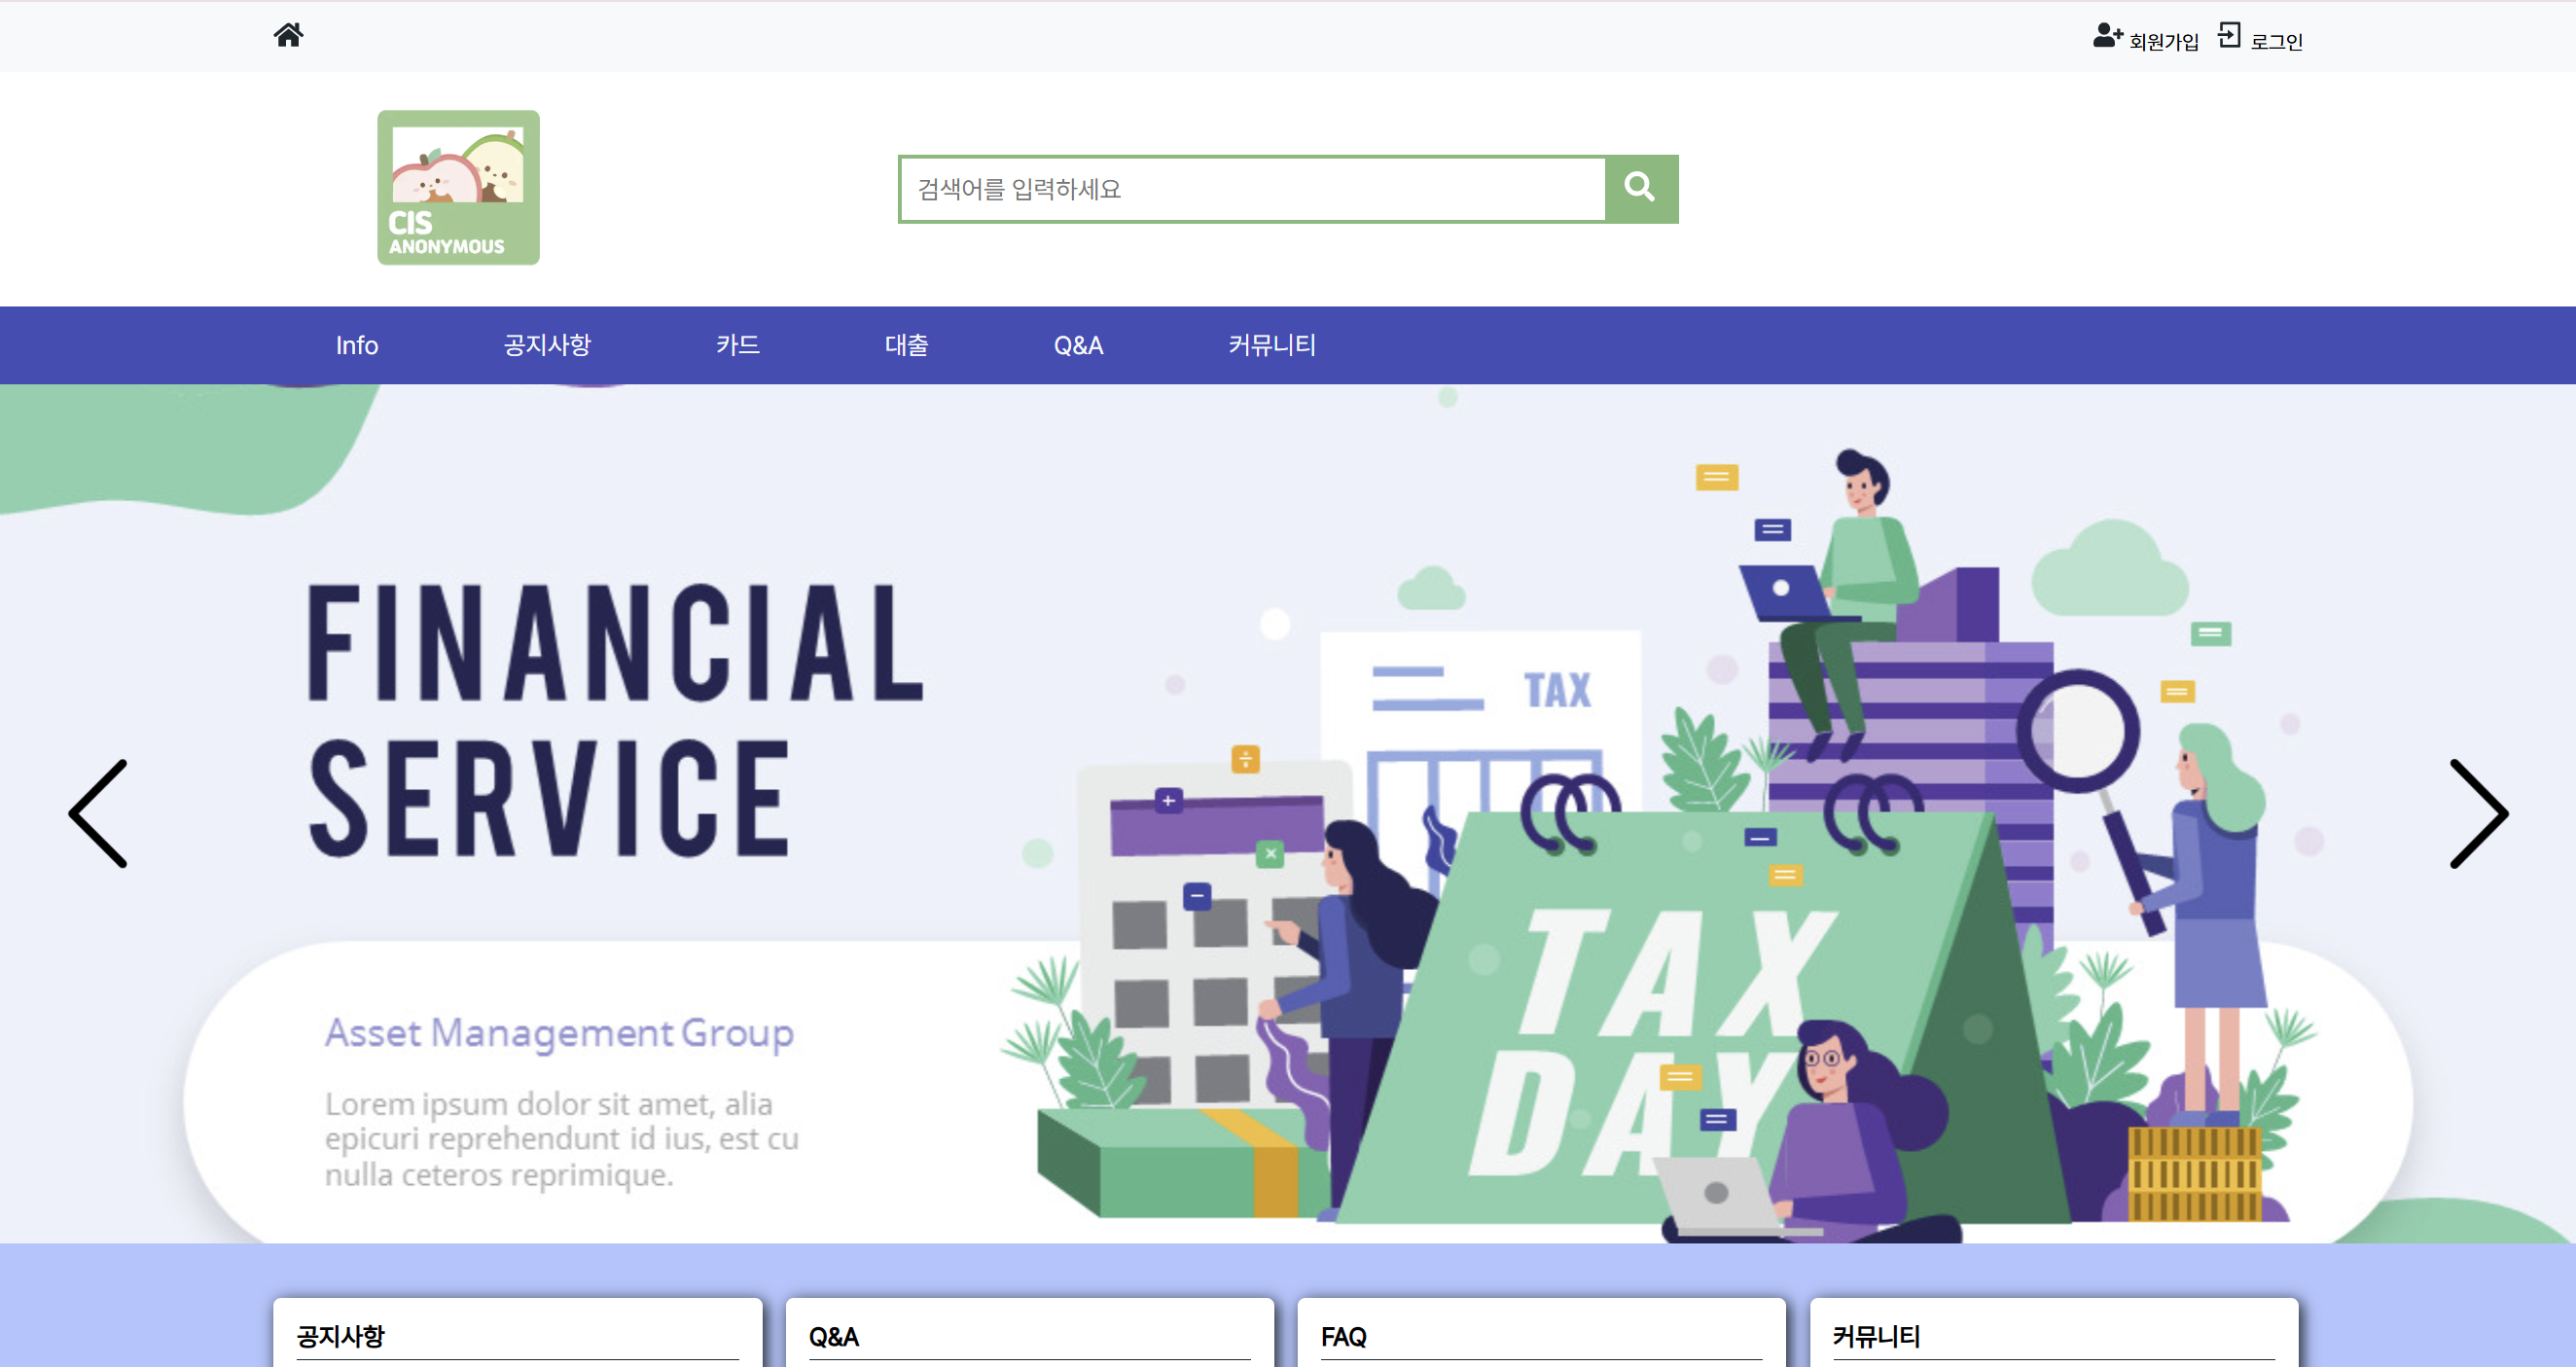 회원가입 로그인
CIS
ANONYMOUS
검색어를 입력하세요
Info 공지사항 카드 대출 Q&A 커뮤니티
FINANCIAL
SERVICE
TAX
TAX
DAY
Asset Management Group
Lorem ipsum dolor sit amet, alia
epicuri reprehendunt id ius, est cu
nulla ceteros reprimique.
공지사항 Q&A FAQ 커뮤니티